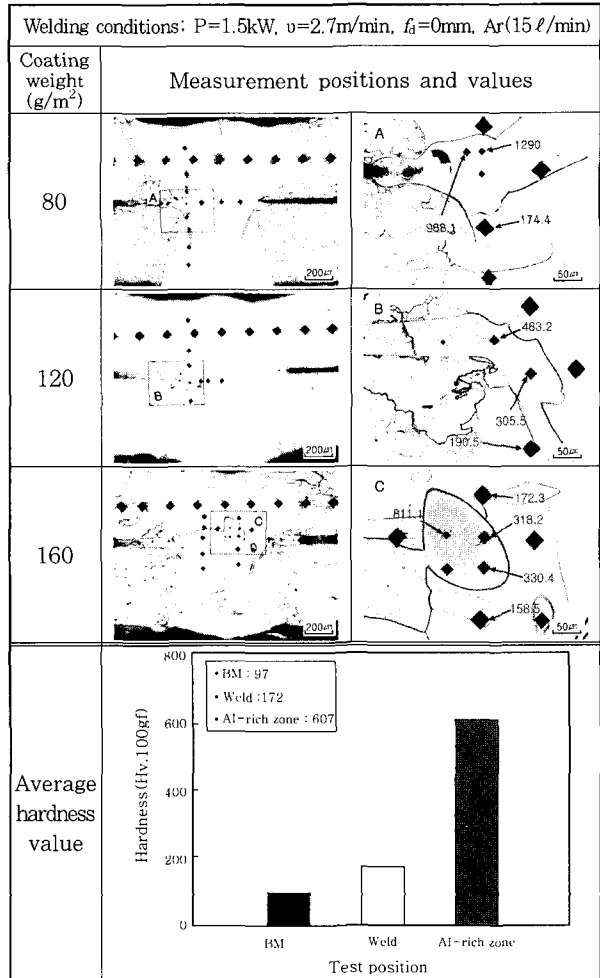 Welding conditions: P=1.5kW, υ=2.7m/min, fd=0mm, Ar(15ℓ/min)
Coating weight (g/m²)
Measurement positions and values
80
A
200㎛
A
1290
968.1
174.4
50㎛
120
B
200㎛
B
463.2
305.5
190.5
50㎛
160
C
200㎛
C
172.3
811.1
318.2
330.4
158.5
50㎛
Average hardness value
Hardness(Hv.100gf)
800
600
400
200
0
BM : 97
Weld :172
Al-rich zone : 607
BM
Weld
Al-rich zone
Test position